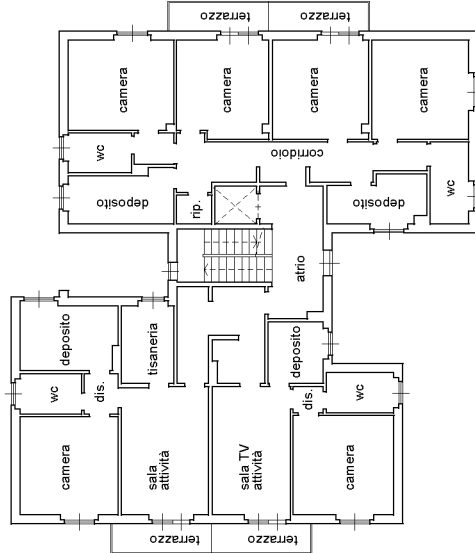 terrazzo
terrazzo
camera
camera
camera
camera
wc
corridoio
deposito
rip.
deposito
wc
atrio
deposito
tisaneria
deposito
wc
dis.
dis.
wc
camera
sala
attività
sala TV
attività
camera
terrazzo
terrazzo